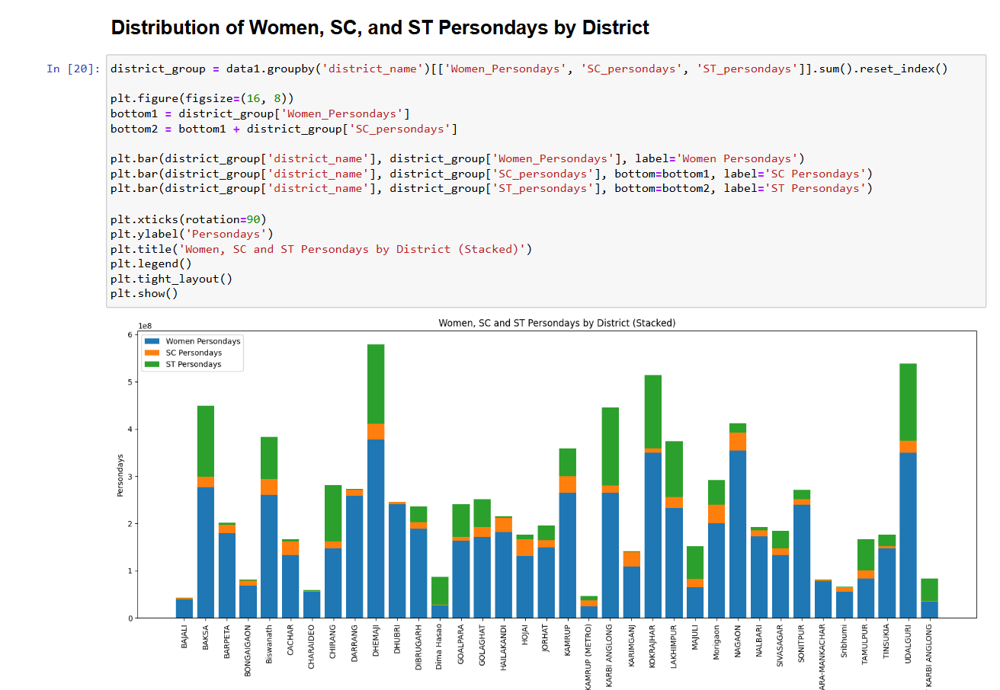 Distribution of Women, SC, and ST Persondays by District
In [20]: district_group = data1.groupby('district_name')[['Women_Persondays', 'SC_persondays', 'ST_persondays']].sum().reset_index()
plt.figure(figsize=(16, 8))
bottom1 = district_group['Women_Persondays']
bottom2 = bottom1 + district_group['SC_persondays']
plt.bar(district_group['district_name'], district_group['Women_Persondays'], label='Women Persondays')
plt.bar(district_group['district_name'], district_group['SC_persondays'], bottom=bottom1, label='SC Persondays')
plt.bar(district_group['district_name'], district_group['ST_persondays'], bottom=bottom2, label='ST Persondays')
plt.xticks(rotation=90)
plt.ylabel('Persondays')
plt.title('Women, SC and ST Persondays by District (Stacked)')
plt.legend()
plt.tight_layout()
plt.show()
Women, SC and ST Persondays by District (Stacked)
1e8
Women Persondays
SC Persondays
ST Persondays
6
5
4
3
2
1
0
Persondays
BAJALI
BAKSA
BARPETA
BONGAIGAON
Biswanath
CACHAR
CHARAIDEO
CHIRANG
DARRANG
DHEMAJI
DHUBRI
DIBRUGARH
Dima Hasao
GOALPARA
GOLAGHAT
HAILAKANDI
HOJAI
JORHAT
KAMRUP
KAMRUP (METRO)
KARBI ANGLONG
KARIMGANJ
KOKRAJHAR
LAKHIMPUR
MAJULI
Morigaon
NAGAON
NALBARI
SIVASAGAR
SONITPUR
ARA-MANKACHAR
Sribhumi
TAMULPUR
TINSUKIA
UDALGURI
KARBI ANGLONG